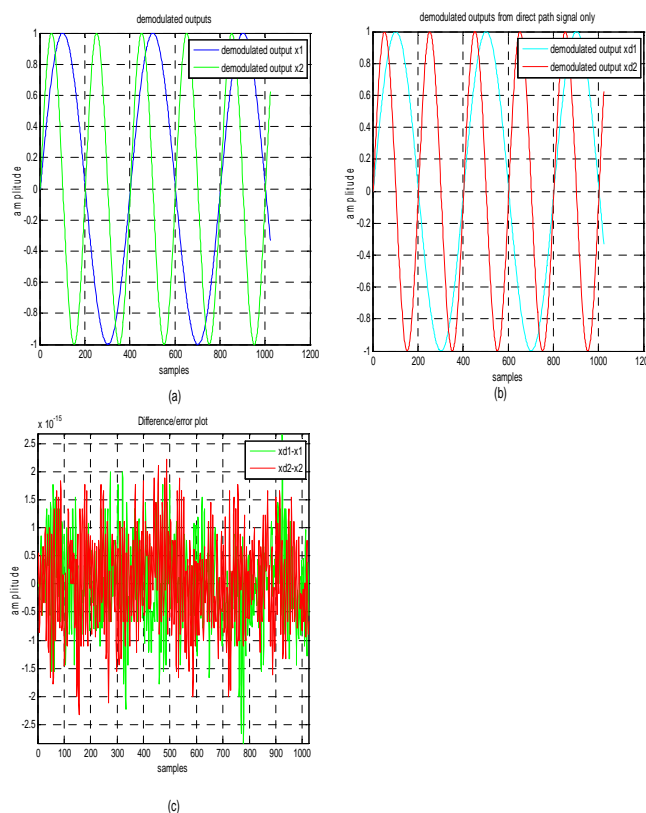 demodulated outputs
demodulated output x1
demodulated output x2
1
0.8
0.6
0.4
0.2
0
-0.2
-0.4
-0.6
-0.8
-1
amplitude
0 200 400 600 800 1000 1200
samples
(a)
demodulated outputs from direct path signal only
demodulated output xd1
demodulated output xd2
1
0.8
0.6
0.4
0.2
0
-0.2
-0.4
-0.6
-0.8
-1
amplitude
0 200 400 600 800 1000 1200
samples
(b)
x 10 -15
Difference/error plot
xd1-x1
xd2-x2
2.5
2
1.5
1
0.5
0
-0.5
-1
-1.5
-2
-2.5
amplitude
0 100 200 300 400 500 600 700 800 900 1000
samples
(c)